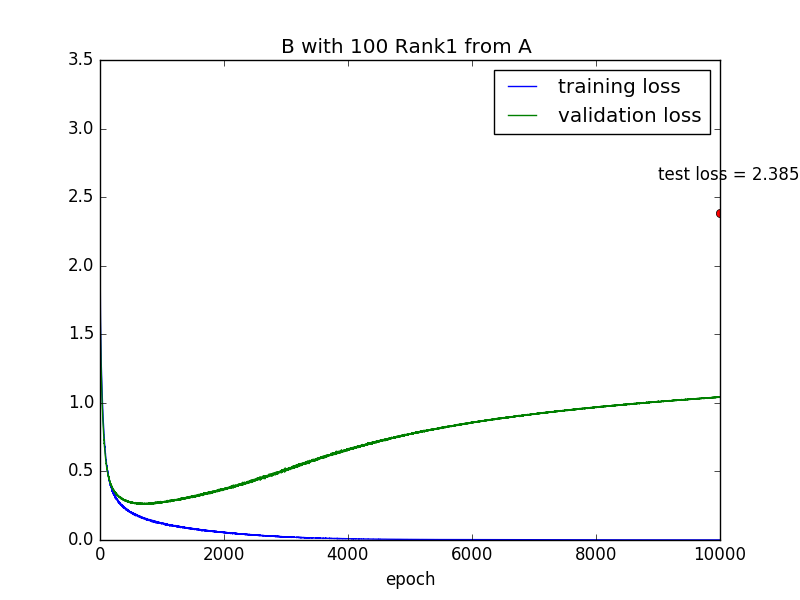 B with 100 Rank1 from A
3.5
3.0
2.5
2.0
1.5
1.0
0.5
0.0
training loss
validation loss
test loss = 2.385
0 2000 4000 6000 8000 10000
epoch